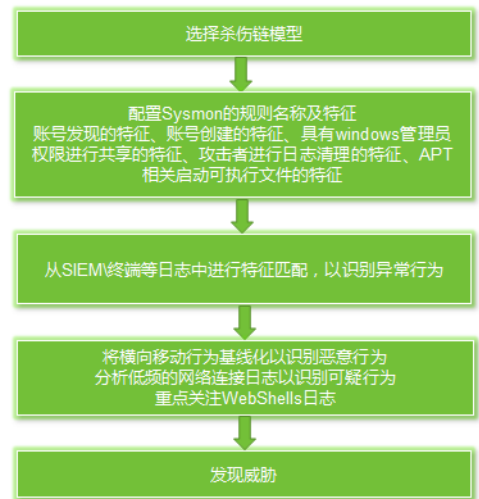 选择杀伤链模型
配置Sysmon的规则名称及特征
账号发现的特征、账号创建的特征、具有windows管理员
权限进行共享的特征、攻击者进行日志清理的特征、APT
相关启动可执行文件的特征
从SIEM\终端等日志中进行特征匹配，以识别异常行为
将横向移动行为基线化以识别恶意行为
分析低频的网络连接日志以识别可疑行为
重点关注WebShells日志
发现威胁